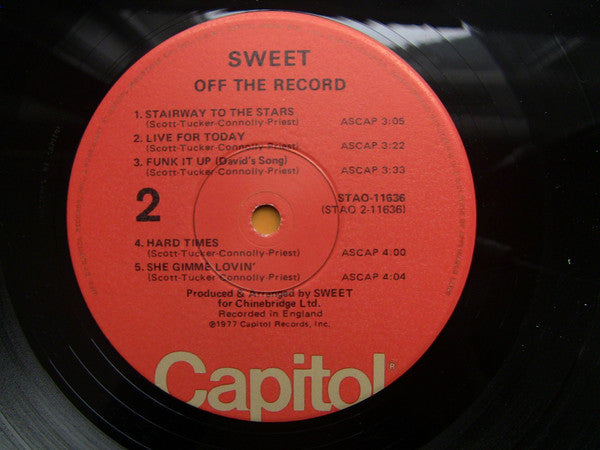 SWEET
OFF THE RECORD
1. STAIRWAY TO THE STARS
(Scott-Tucker-Connolly-Priest) ASCAP 3:05
2. LIVE FOR TODAY
(Scott-Tucker-Connolly-Priest) ASCAP 3:22
3. FUNK IT UP (David's Song)
(Scott-Tucker-Connolly-Priest) ASCAP 3:33
2
STAO-11636
(STAO 2-11636)
4. HARD TIMES
(Scott-Tucker-Connolly-Priest) ASCAP 4:00
5. SHE GIMME LOVIN'
(Scott-Tucker-Connolly-Priest) ASCAP 4:04
Produced & Arranged by SWEET
for Chinebridge Ltd.
Recorded in England
℗1977 Capitol Records, Inc.
Capitol®